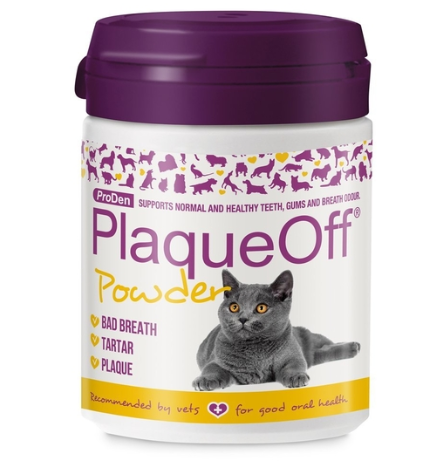 ProDen
SUPPORTS NORMAL AND HEALTHY TEETH, GUMS AND BREATH ODOUR.
PlaqueOff®
Powder
BAD BREATH
TARTAR
PLAQUE
Recommended by vets for good oral health